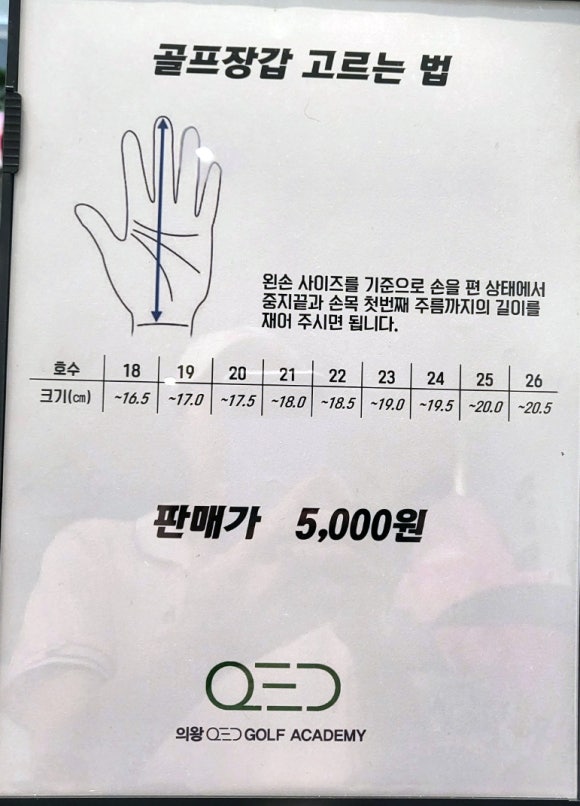 골프장갑 고르는 법
왼손 사이즈를 기준으로 손을 편 상태에서
중지끝과 손목 첫번째 주름까지의 길이를
재어 주시면 됩니다.
호수 18 19 20 21 22 23 24 25 26
크기(㎝) ~16.5 ~17.0 ~17.5 ~18.0 ~18.5 ~19.0 ~19.5 ~20.0 ~20.5
판매가 5,000원
QED
의왕 QED GOLF ACADEMY